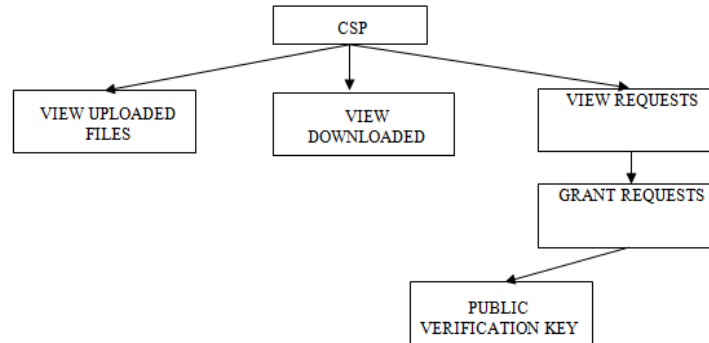 CSP
VIEW UPLOADED
FILES
VIEW
DOWNLOADED
VIEW REQUESTS
GRANT REQUESTS
PUBLIC
VERIFICATION KEY